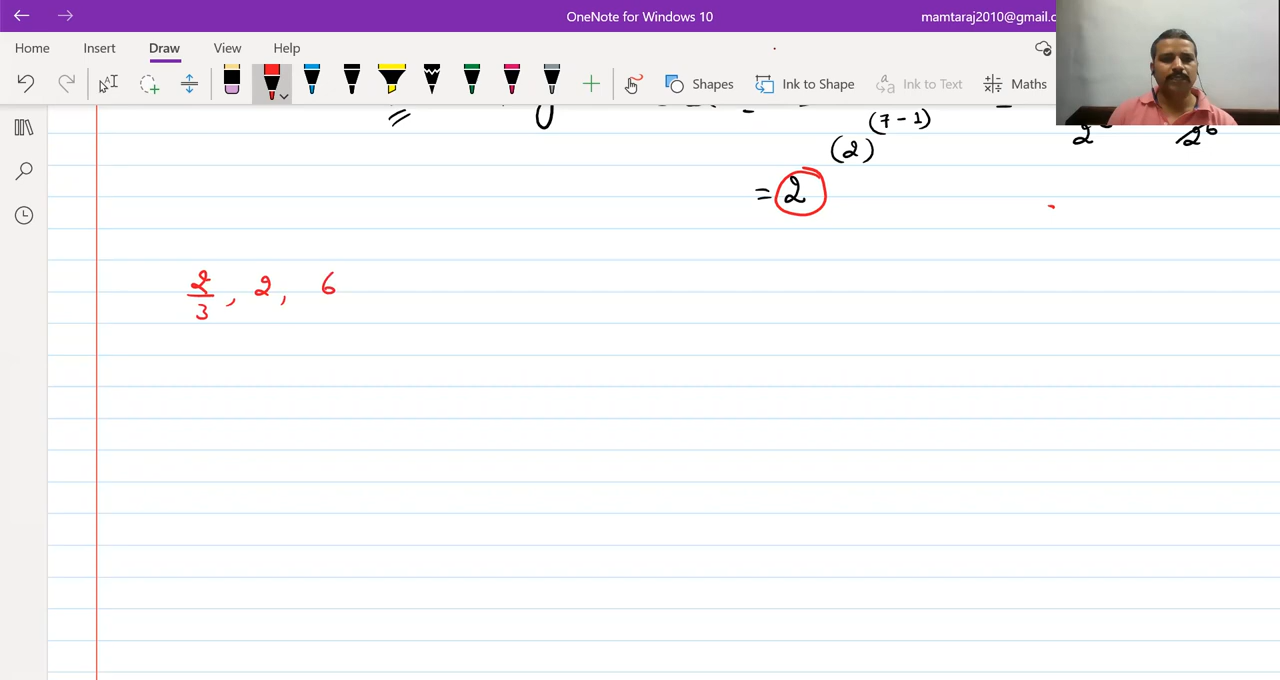 OneNote for Windows 10
mamtaraj2010@gmail.c
Home Insert Draw View Help
Shapes Ink to Shape Ink to Text Maths
(7 - 1)
(2)
= 2
2/3, 2, 6